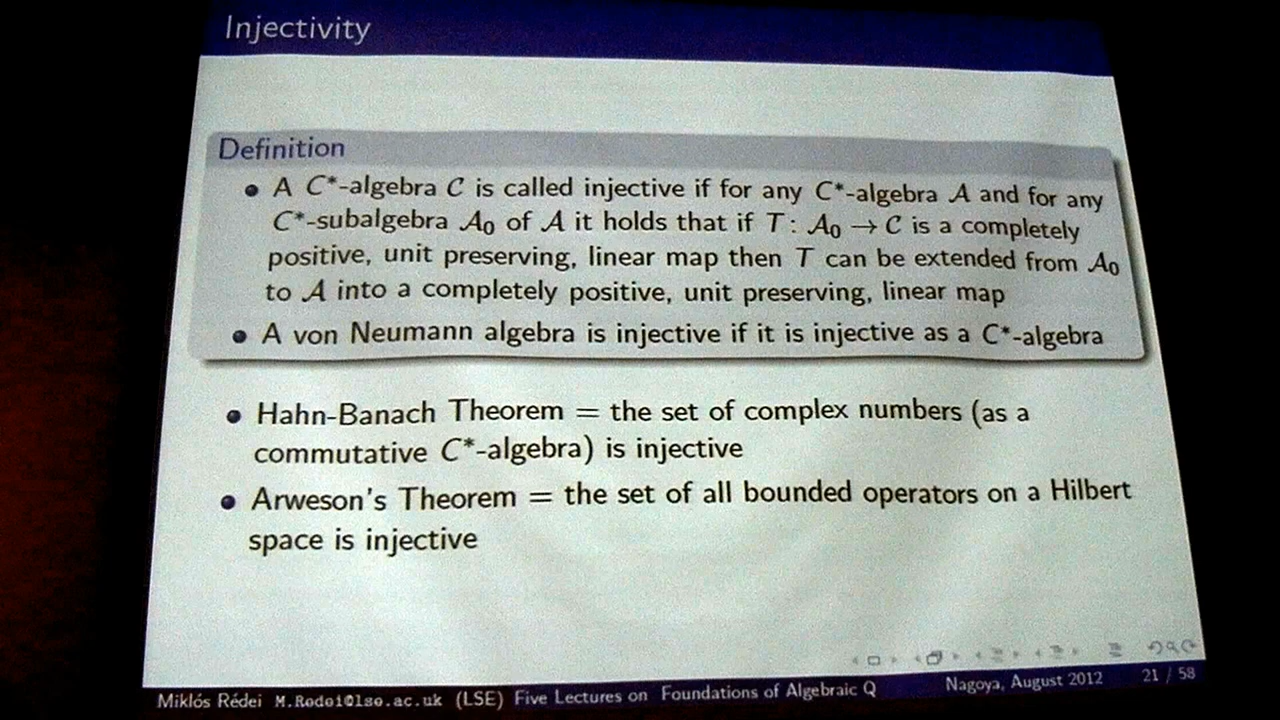 Injectivity
Definition
• A C*-algebra 𝒞 is called injective if for any C*-algebra 𝒜 and for any
C*-subalgebra 𝒜₀ of 𝒜 it holds that if T : 𝒜₀ → 𝒞 is a completely
positive, unit preserving, linear map then T can be extended from 𝒜₀
to 𝒜 into a completely positive, unit preserving, linear map
• A von Neumann algebra is injective if it is injective as a C*-algebra
• Hahn-Banach Theorem = the set of complex numbers (as a
commutative C*-algebra) is injective
• Arweson's Theorem = the set of all bounded operators on a Hilbert
space is injective
Miklós Rédei M.Redei@lse.ac.uk (LSE) Five Lectures on Foundations of Algebraic Q Nagoya, August 2012 21 / 58